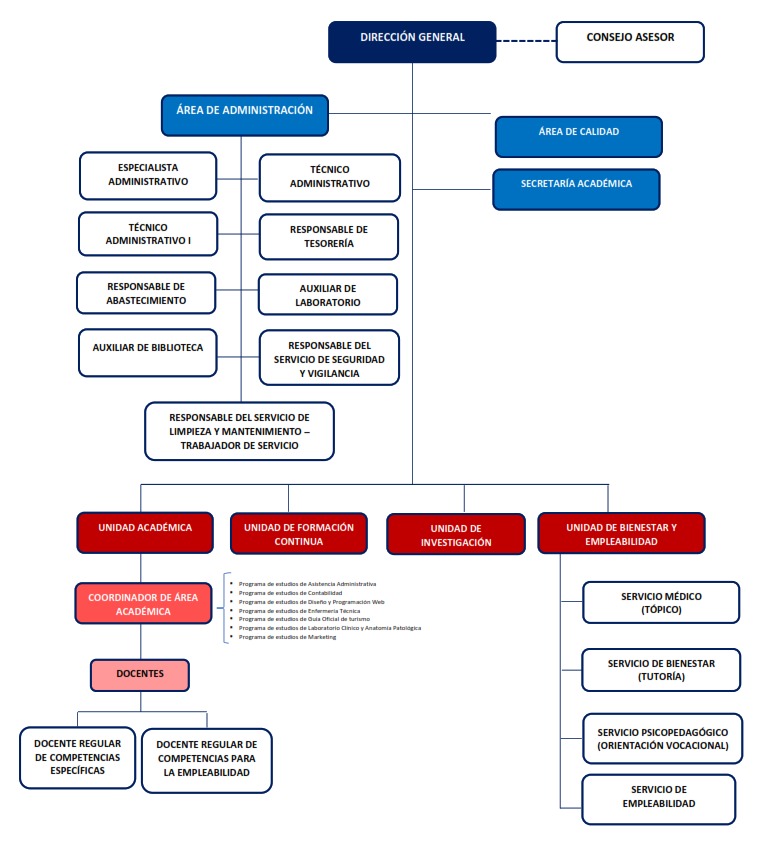 DIRECCIÓN GENERAL
CONSEJO ASESOR
ÁREA DE ADMINISTRACIÓN
ÁREA DE CALIDAD
SECRETARÍA ACADÉMICA
ESPECIALISTA
ADMINISTRATIVO
TÉCNICO
ADMINISTRATIVO
TÉCNICO
ADMINISTRATIVO I
RESPONSABLE DE
TESORERÍA
RESPONSABLE DE
ABASTECIMIENTO
AUXILIAR DE
LABORATORIO
AUXILIAR DE BIBLIOTECA
RESPONSABLE DEL
SERVICIO DE SEGURIDAD
Y VIGILANCIA
RESPONSABLE DEL SERVICIO DE
LIMPIEZA Y MANTENIMIENTO –
TRABAJADOR DE SERVICIO
UNIDAD ACADÉMICA
UNIDAD DE FORMACIÓN
CONTINUA
UNIDAD DE
INVESTIGACIÓN
UNIDAD DE BIENESTAR Y
EMPLEABILIDAD
COORDINADOR DE ÁREA
ACADÉMICA
• Programa de estudios de Asistencia Administrativa
• Programa de estudios de Contabilidad
• Programa de estudios de Diseño y Programación Web
• Programa de estudios de Enfermería Técnica
• Programa de estudios de Guía Oficial de turismo
• Programa de estudios de Laboratorio Clínico y Anatomía Patológica
• Programa de estudios de Marketing
DOCENTES
DOCENTE REGULAR
DE COMPETENCIAS
ESPECÍFICAS
DOCENTE REGULAR DE
COMPETENCIAS PARA
LA EMPLEABILIDAD
SERVICIO MÉDICO
(TÓPICO)
SERVICIO DE BIENESTAR
(TUTORÍA)
SERVICIO PSICOPEDAGÓGICO
(ORIENTACIÓN VOCACIONAL)
SERVICIO DE
EMPLEABILIDAD